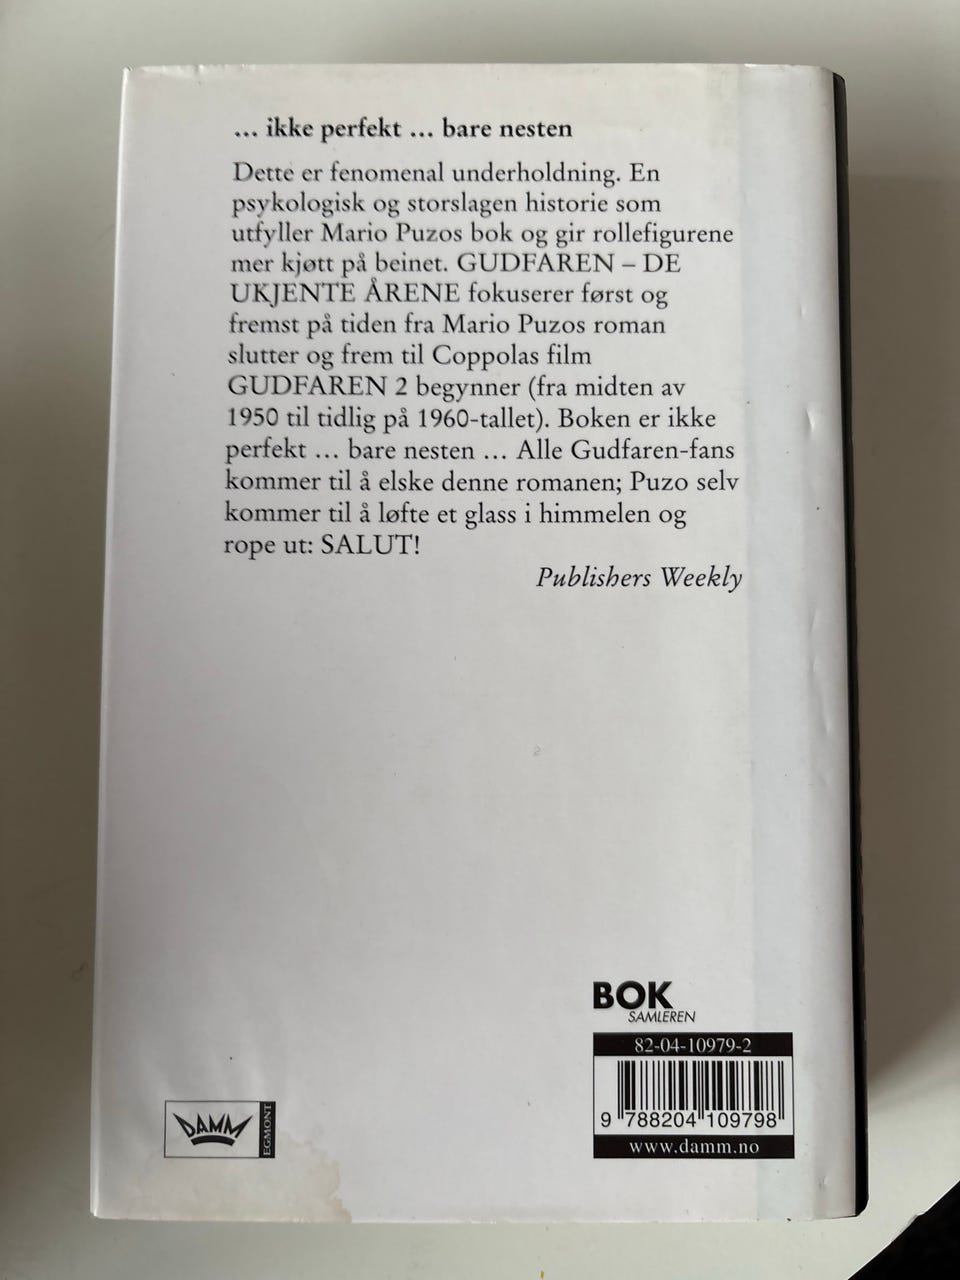 ... ikke perfekt ... bare nesten
Dette er fenomenal underholdning. En
psykologisk og storslagen historie som
utfyller Mario Puzos bok og gir rollefigurene
mer kjøtt på beinet. GUDFAREN – DE
UKJENTE ÅRENE fokuserer først og
fremst på tiden fra Mario Puzos roman
slutter og frem til Coppolas film
GUDFAREN 2 begynner (fra midten av
1950 til tidlig på 1960-tallet). Boken er ikke
perfekt ... bare nesten ... Alle Gudfaren-fans
kommer til å elske denne romanen; Puzo selv
kommer til å løfte et glass i himmelen og
rope ut: SALUT!
Publishers Weekly
BOK
SAMLEREN
82-04-10979-2
9 788204 109798
www.damm.no
DAMM
EGMONT